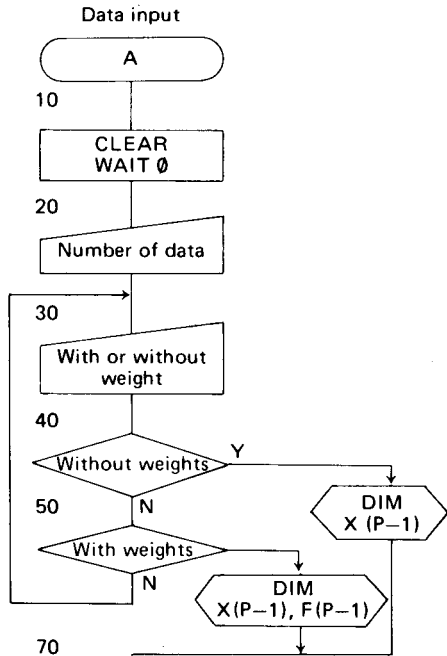 Data input
A
10
CLEAR
WAIT Ø
20
Number of data
30
With or without
weight
40
Without weights
Y
DIM
X (P–1)
50
N
With weights
N
DIM
X(P–1), F(P–1)
70